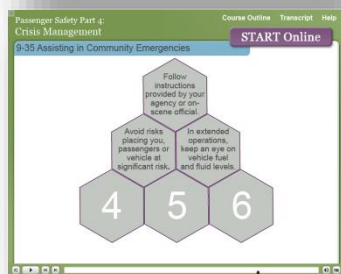 Passenger Safety Part 4:
Crisis Management
Course Outline Transcript Help
START Online
9-35 Assisting in Community Emergencies
Follow
instructions
provided by your
agency or on-
scene official.
Avoid risks
placing you,
passengers or
vehicle at
significant risk.
In extended
operations,
keep an eye on
vehicle fuel
and fluid levels.
4 5 6